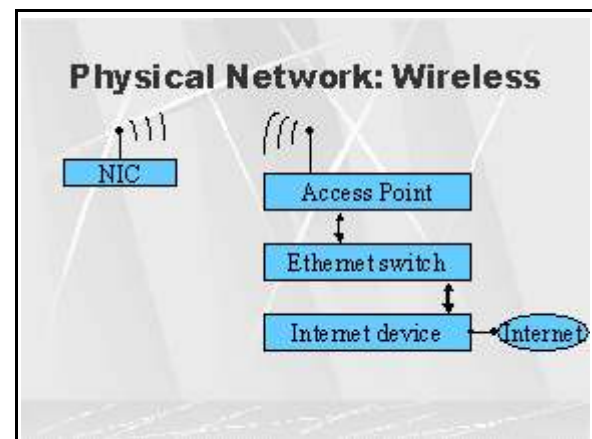 Physical Network: Wireless
NIC
Access Point
Ethernet switch
Internet device
Internet